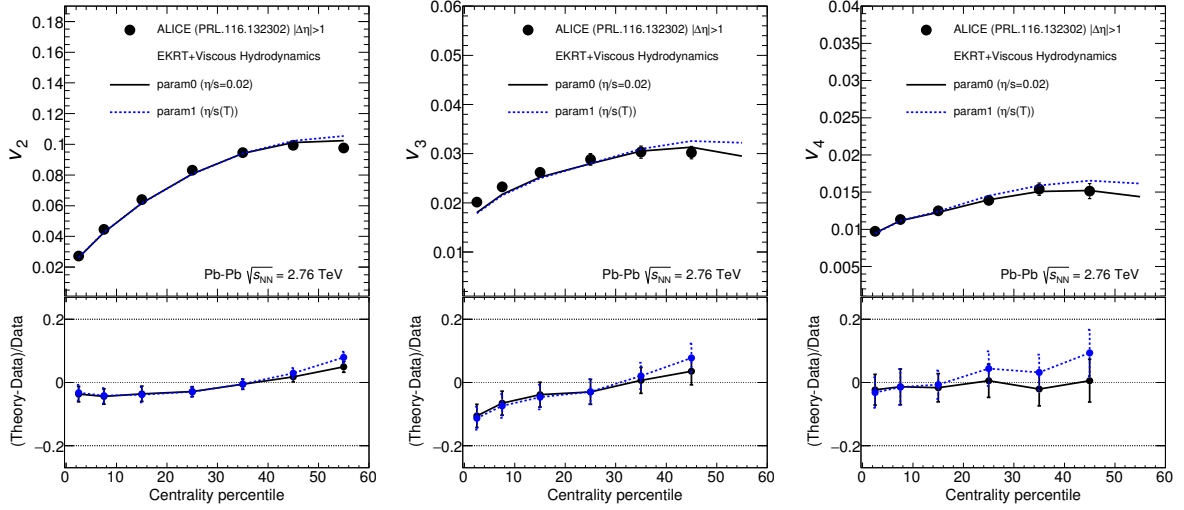 0.18
0.16
0.14
0.12
0.1
0.08
0.06
0.04
0.02
v2
ALICE (PRL.116.132302) |Δη|>1
EKRT+Viscous Hydrodynamics
param0 (η/s=0.02)
param1 (η/s(T))
Pb-Pb √sNN = 2.76 TeV
0.2
0
−0.2
(Theory-Data)/Data
0 10 20 30 40 50 60
Centrality percentile
0.06
0.05
0.04
0.03
0.02
0.01
v3
ALICE (PRL.116.132302) |Δη|>1
EKRT+Viscous Hydrodynamics
param0 (η/s=0.02)
param1 (η/s(T))
Pb-Pb √sNN = 2.76 TeV
0.2
0
−0.2
(Theory-Data)/Data
0 10 20 30 40 50 60
Centrality percentile
0.04
0.035
0.03
0.025
0.02
0.015
0.01
0.005
v4
ALICE (PRL.116.132302) |Δη|>1
EKRT+Viscous Hydrodynamics
param0 (η/s=0.02)
param1 (η/s(T))
Pb-Pb √sNN = 2.76 TeV
0.2
0
−0.2
(Theory-Data)/Data
0 10 20 30 40 50 60
Centrality percentile